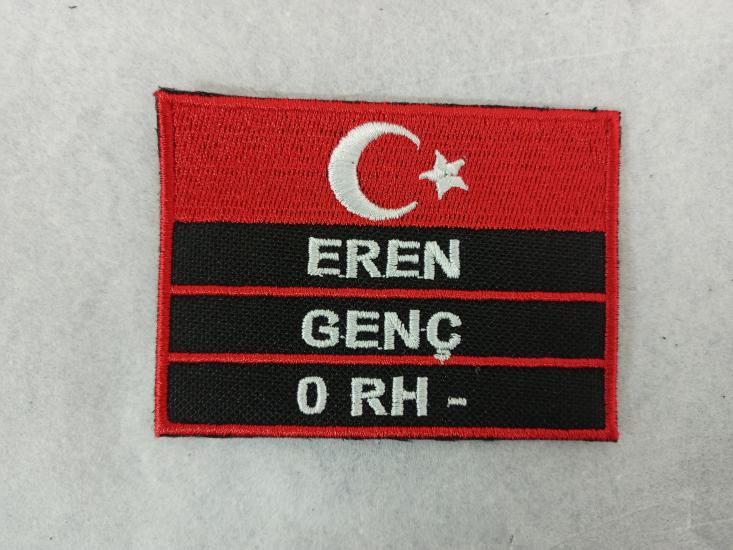 EREN
GENÇ
0 RH -